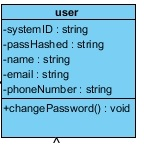 user
-systemID : string
-passHashed : string
-name : string
-email : string
-phoneNumber : string
+changePassword() : void